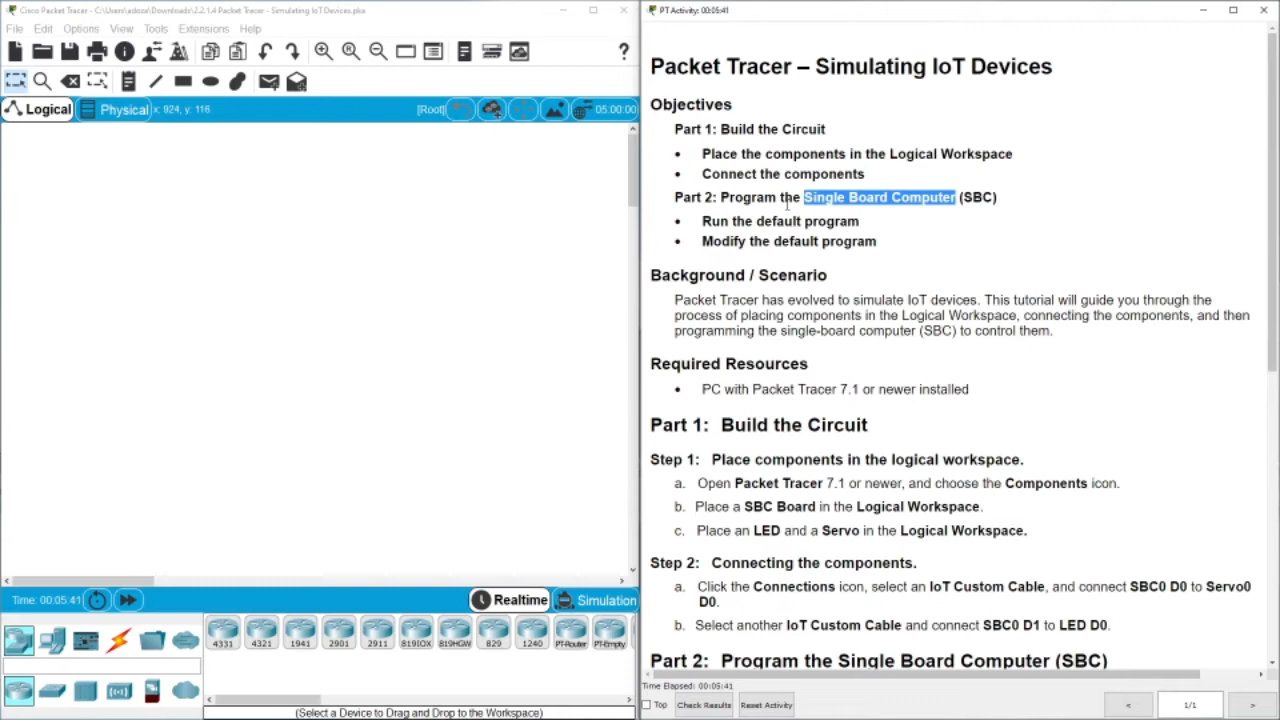 Cisco Packet Tracer - C:\Users\adoza\Downloads\2.2.1.4 Packet Tracer - Simulating IoT Devices.pka
File Edit Options View Tools Extensions Help
Logical Physical x: 924, y: 116 [Root] 05:00:00
Time: 00:05:41 Realtime Simulation
4331 4321 1941 2901 2911 819IOX 819HGW 829 1240 PT-Router PT-Empty
(Select a Device to Drag and Drop to the Workspace)
PT Activity: 00:05:41
Packet Tracer – Simulating IoT Devices
Objectives
Part 1: Build the Circuit
• Place the components in the Logical Workspace
• Connect the components
Part 2: Program the Single Board Computer (SBC)
• Run the default program
• Modify the default program
Background / Scenario
Packet Tracer has evolved to simulate IoT devices. This tutorial will guide you through the
process of placing components in the Logical Workspace, connecting the components, and then
programming the single-board computer (SBC) to control them.
Required Resources
• PC with Packet Tracer 7.1 or newer installed
Part 1: Build the Circuit
Step 1: Place components in the logical workspace.
a. Open Packet Tracer 7.1 or newer, and choose the Components icon.
b. Place a SBC Board in the Logical Workspace.
c. Place an LED and a Servo in the Logical Workspace.
Step 2: Connecting the components.
a. Click the Connections icon, select an IoT Custom Cable, and connect SBC0 D0 to Servo0
D0.
b. Select another IoT Custom Cable and connect SBC0 D1 to LED D0.
Part 2: Program the Single Board Computer (SBC)
Time Elapsed: 00:05:41
Top Check Results Reset Activity < 1/1 >